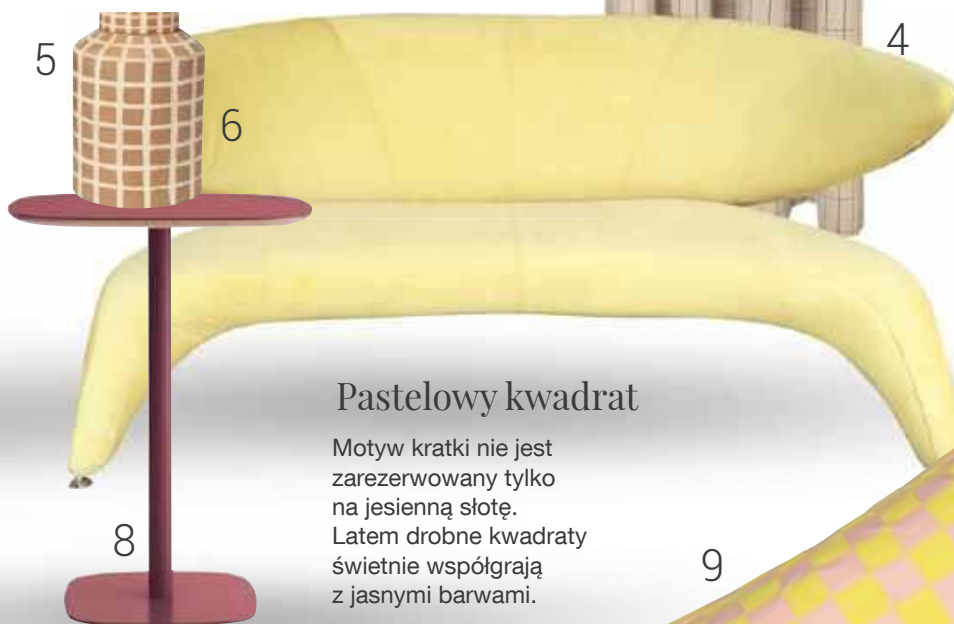 5
4
6
Pastelowy kwadrat
Motyw kratki nie jest
zarezerwowany tylko
na jesienną słotę.
Latem drobne kwadraty
świetnie współgrają
z jasnymi barwami.
8
9